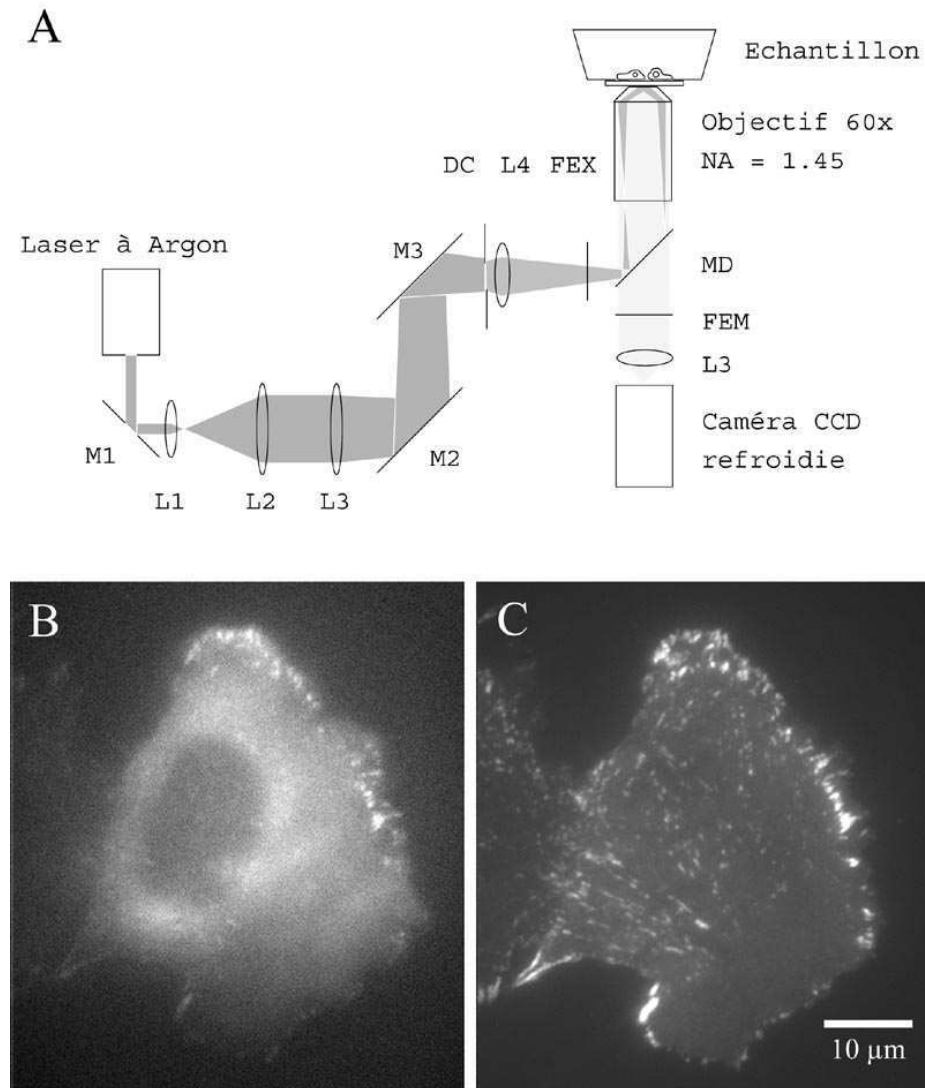 A
Echantillon
Objectif 60x
NA = 1.45
DC L4 FEX
Laser à Argon
M3
MD
FEM
L3
M1
M2
Caméra CCD
refroidie
L1 L2 L3
B
C
10 µm